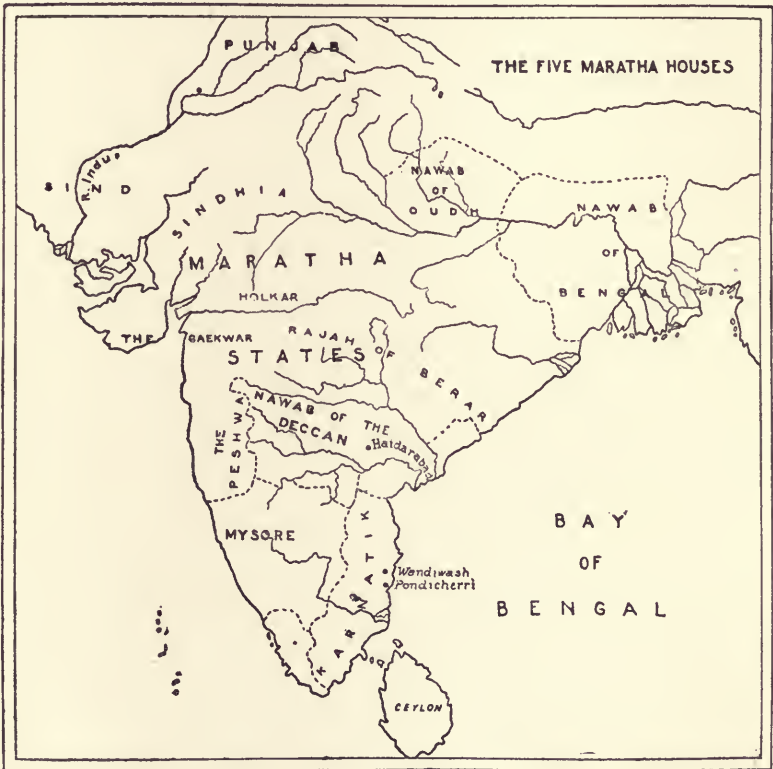 PUNJAB
THE FIVE MARATHA HOUSES
R. Indus
SIND
SINDHIA
NAWAB
OF
OUDH
NAWAB
OF
BENGAL
MARATHA
HOLKAR
THE GAEKWAR
RAJAH OF BERAR
STATES
NAWAB OF THE
DECCAN
Haidarabad
THE
PESHWA
MYSORE
KARNATIK
Wandiwash
Pondicherri
BAY
OF
BENGAL
CEYLON